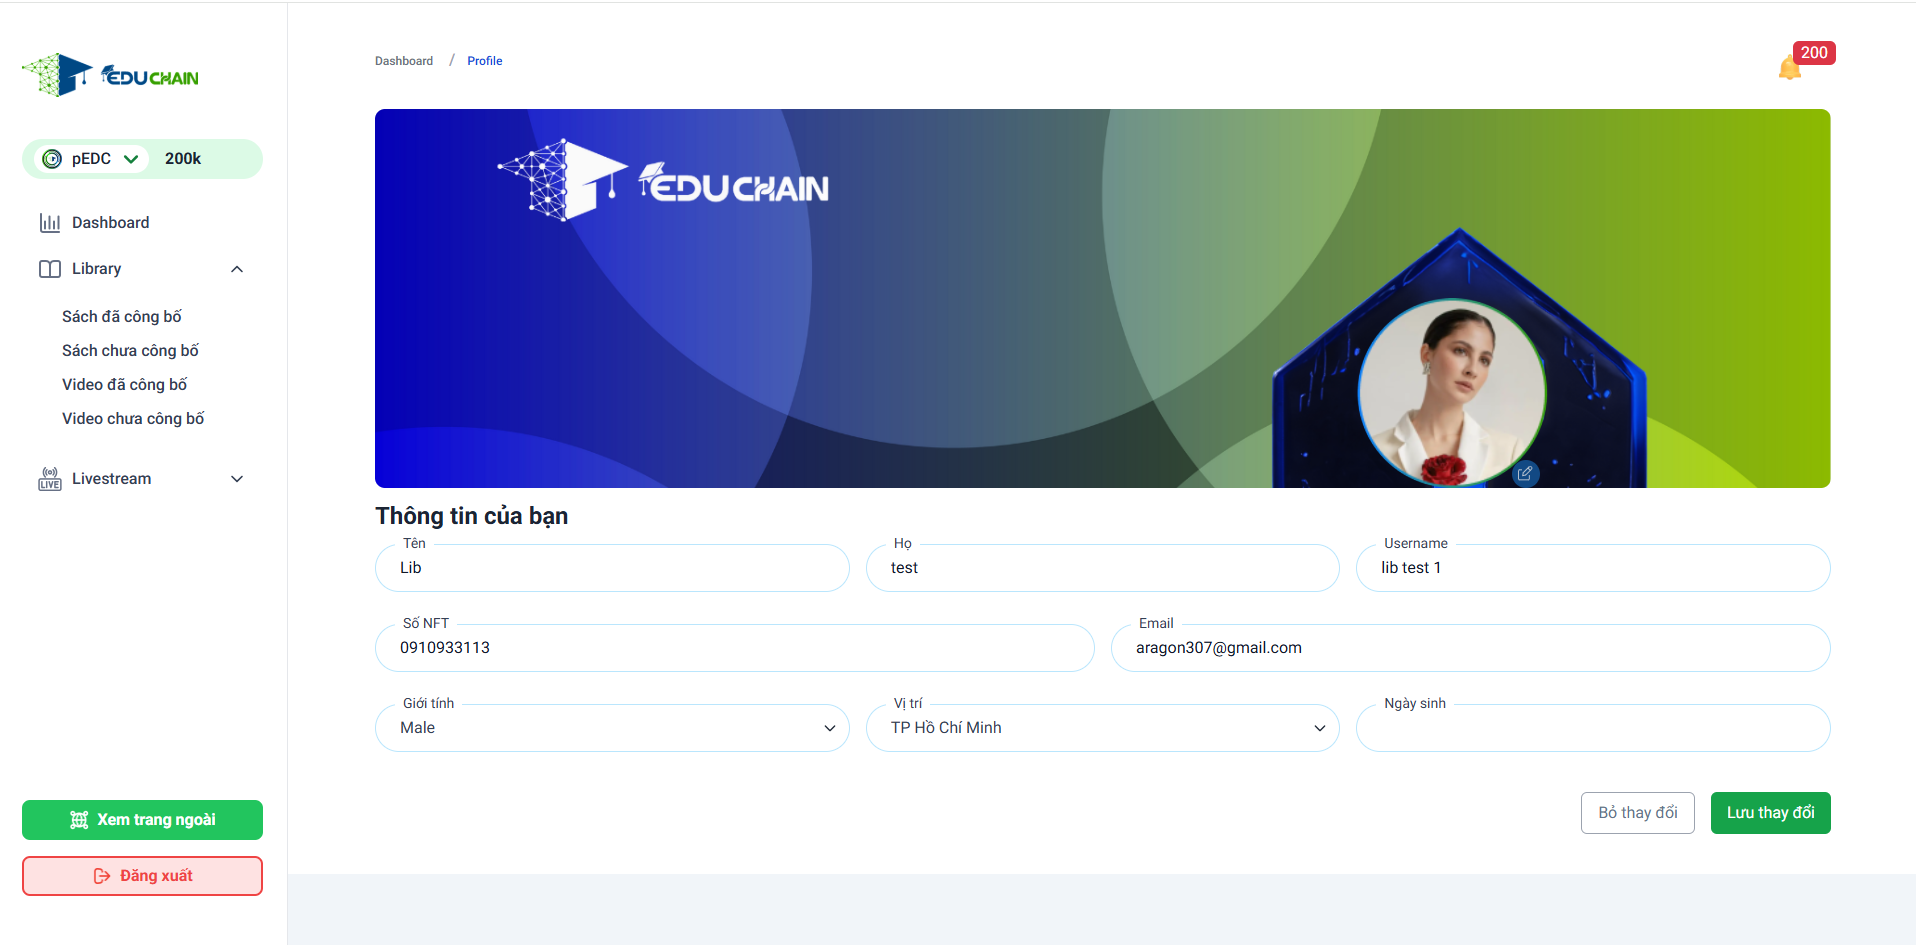 EDUCHAIN
pEDC 200k
Dashboard
Library
Sách đã công bố
Sách chưa công bố
Video đã công bố
Video chưa công bố
LIVE Livestream
Xem trang ngoài
Đăng xuất
Dashboard / Profile
200
EDUCHAIN
Thông tin của bạn
Tên
Lib
Họ
test
Username
lib test 1
Số NFT
0910933113
Email
aragon307@gmail.com
Giới tính
Male
Vị trí
TP Hồ Chí Minh
Ngày sinh
Bỏ thay đổi
Lưu thay đổi